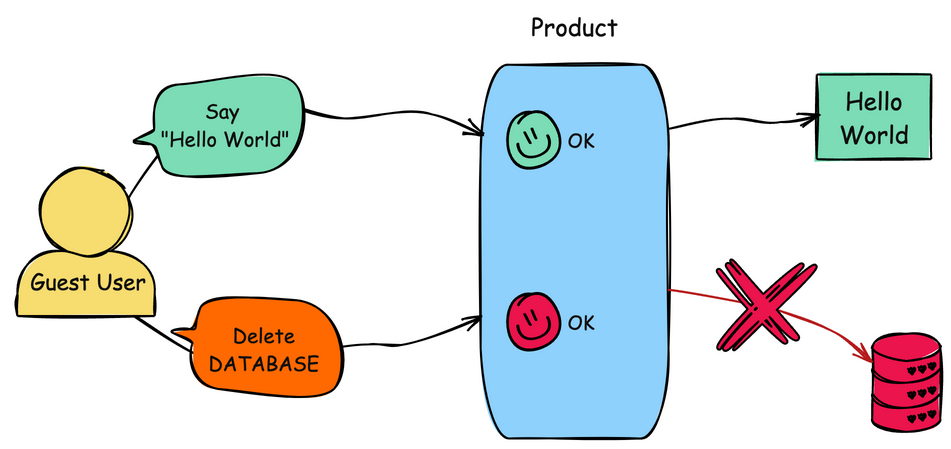 Product
Say
"Hello World"
OK
Hello
World
Guest User
Delete
DATABASE
OK